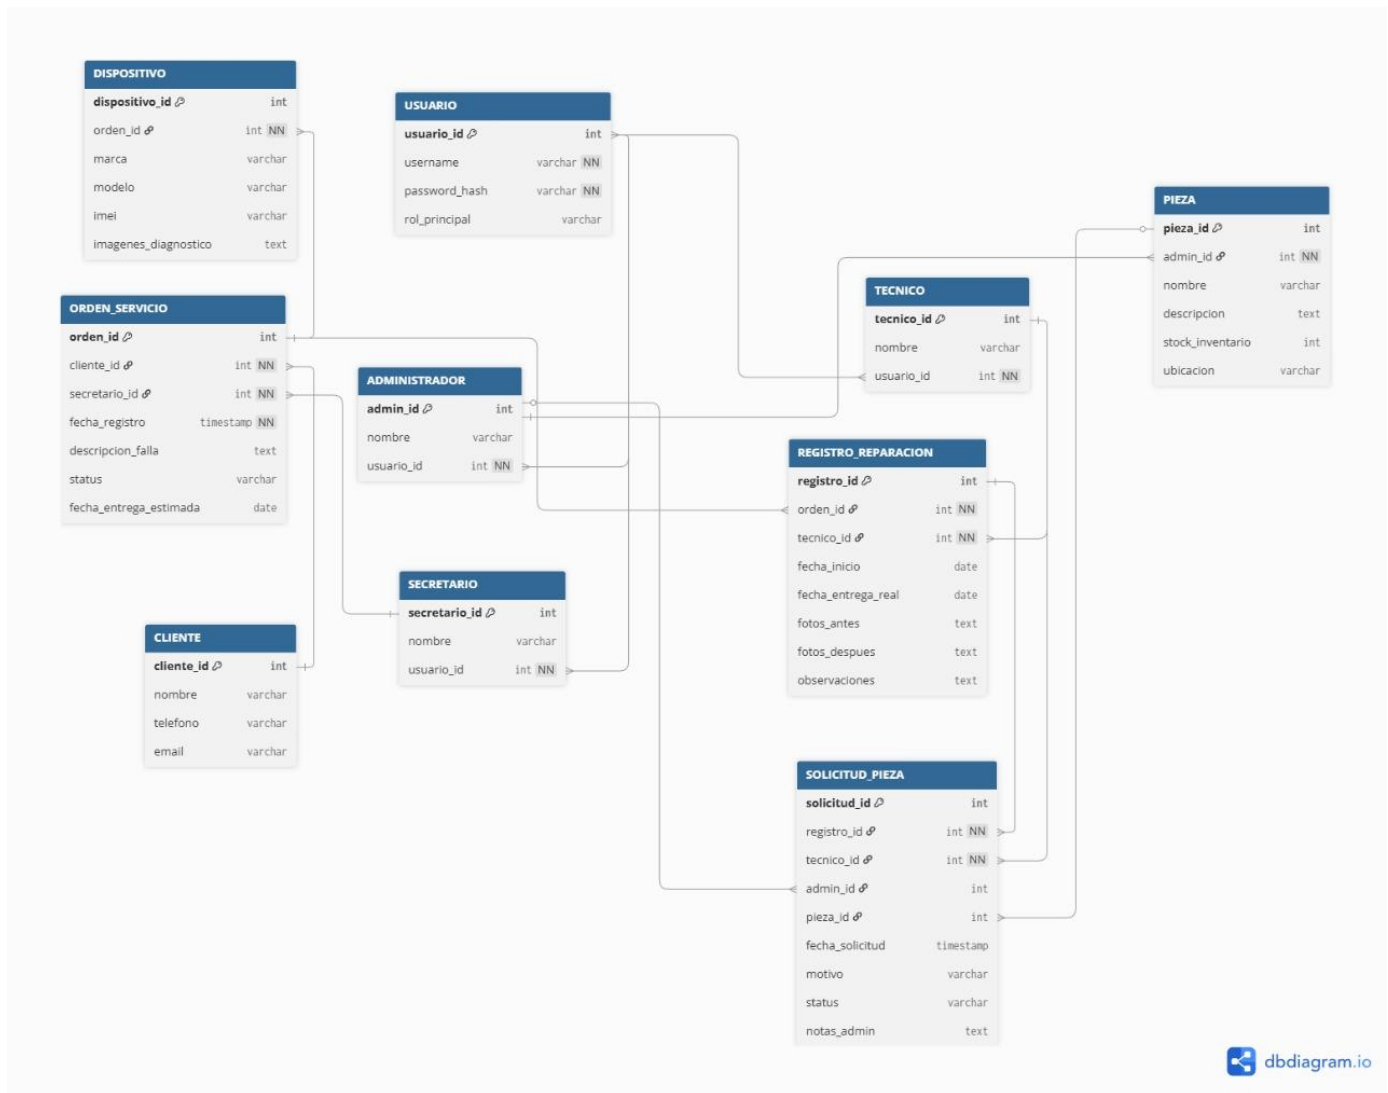 DISPOSITIVO
dispositivo_id int
orden_id int NN
marca varchar
modelo varchar
imei varchar
imagenes_diagnostico text
USUARIO
usuario_id int
username varchar NN
password_hash varchar NN
rol_principal varchar
PIEZA
pieza_id int
admin_id int NN
nombre varchar
descripcion text
stock_inventario int
ubicacion varchar
TECNICO
tecnico_id int
nombre varchar
usuario_id int NN
ORDEN_SERVICIO
orden_id int
cliente_id int NN
secretario_id int NN
fecha_registro timestamp NN
descripcion_falla text
status varchar
fecha_entrega_estimada date
ADMINISTRADOR
admin_id int
nombre varchar
usuario_id int NN
REGISTRO_REPARACION
registro_id int
orden_id int NN
tecnico_id int NN
fecha_inicio date
fecha_entrega_real date
fotos_antes text
fotos_despues text
observaciones text
SECRETARIO
secretario_id int
nombre varchar
usuario_id int NN
CLIENTE
cliente_id int
nombre varchar
telefono varchar
email varchar
SOLICITUD_PIEZA
solicitud_id int
registro_id int NN
tecnico_id int NN
admin_id int
pieza_id int
fecha_solicitud timestamp
motivo varchar
status varchar
notas_admin text
dbdiagram.io